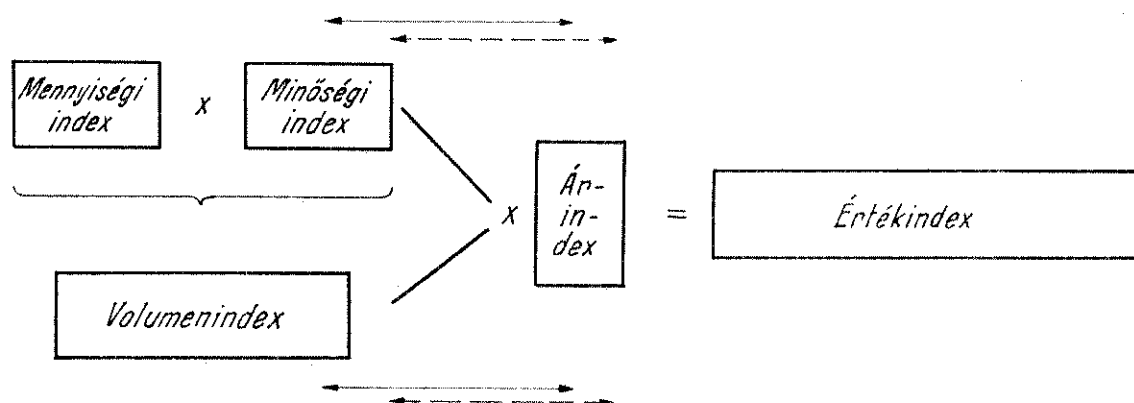 Mennyiségi
index
x
Minőségi
index
x
Ár-
in-
dex
=
Értékindex
Volumenindex